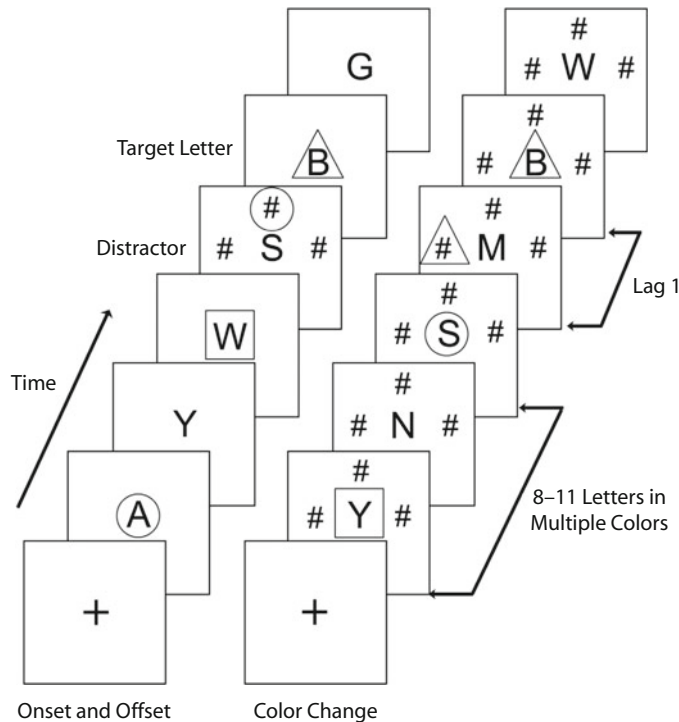 #
G
# W #
#
Target Letter
B
# B #
#
#
Distractor
# S #
# M #
Lag 1
#
W
# S #
Time
#
Y
# N #
#
8–11 Letters in
Multiple Colors
A
# Y #
+
+
Onset and Offset
Color Change